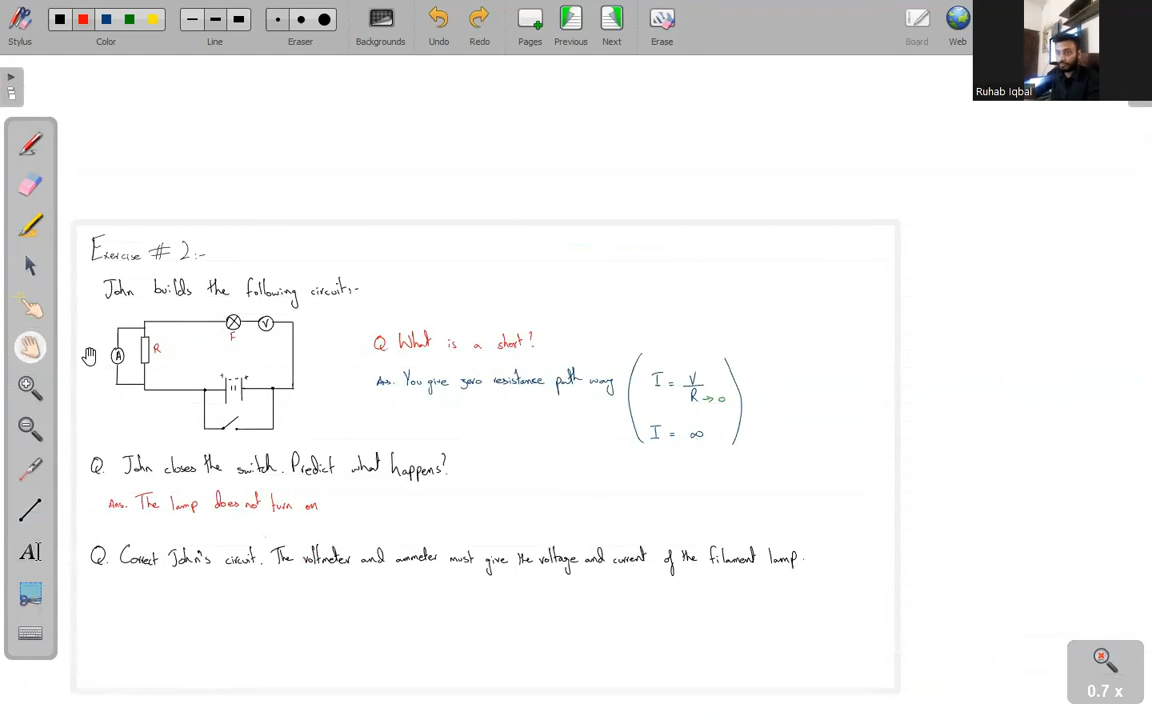 Stylus
Color
Line
Eraser
Backgrounds
Undo
Redo
Pages
Previous
Next
Erase
Board
Web
Ruhab Iqbal
Exercise # 2:-
John builds the following circuit:-
F
V
A
R
+
+
Q What is a short?
Ans. You give zero resistance path way
I = V/R→0
I = ∞
Q. John closes the switch. Predict what happens?
Ans. The lamp does not turn on
Q. Correct John's circuit. The voltmeter and ammeter must give the voltage and current of the filament lamp.
0.7 x